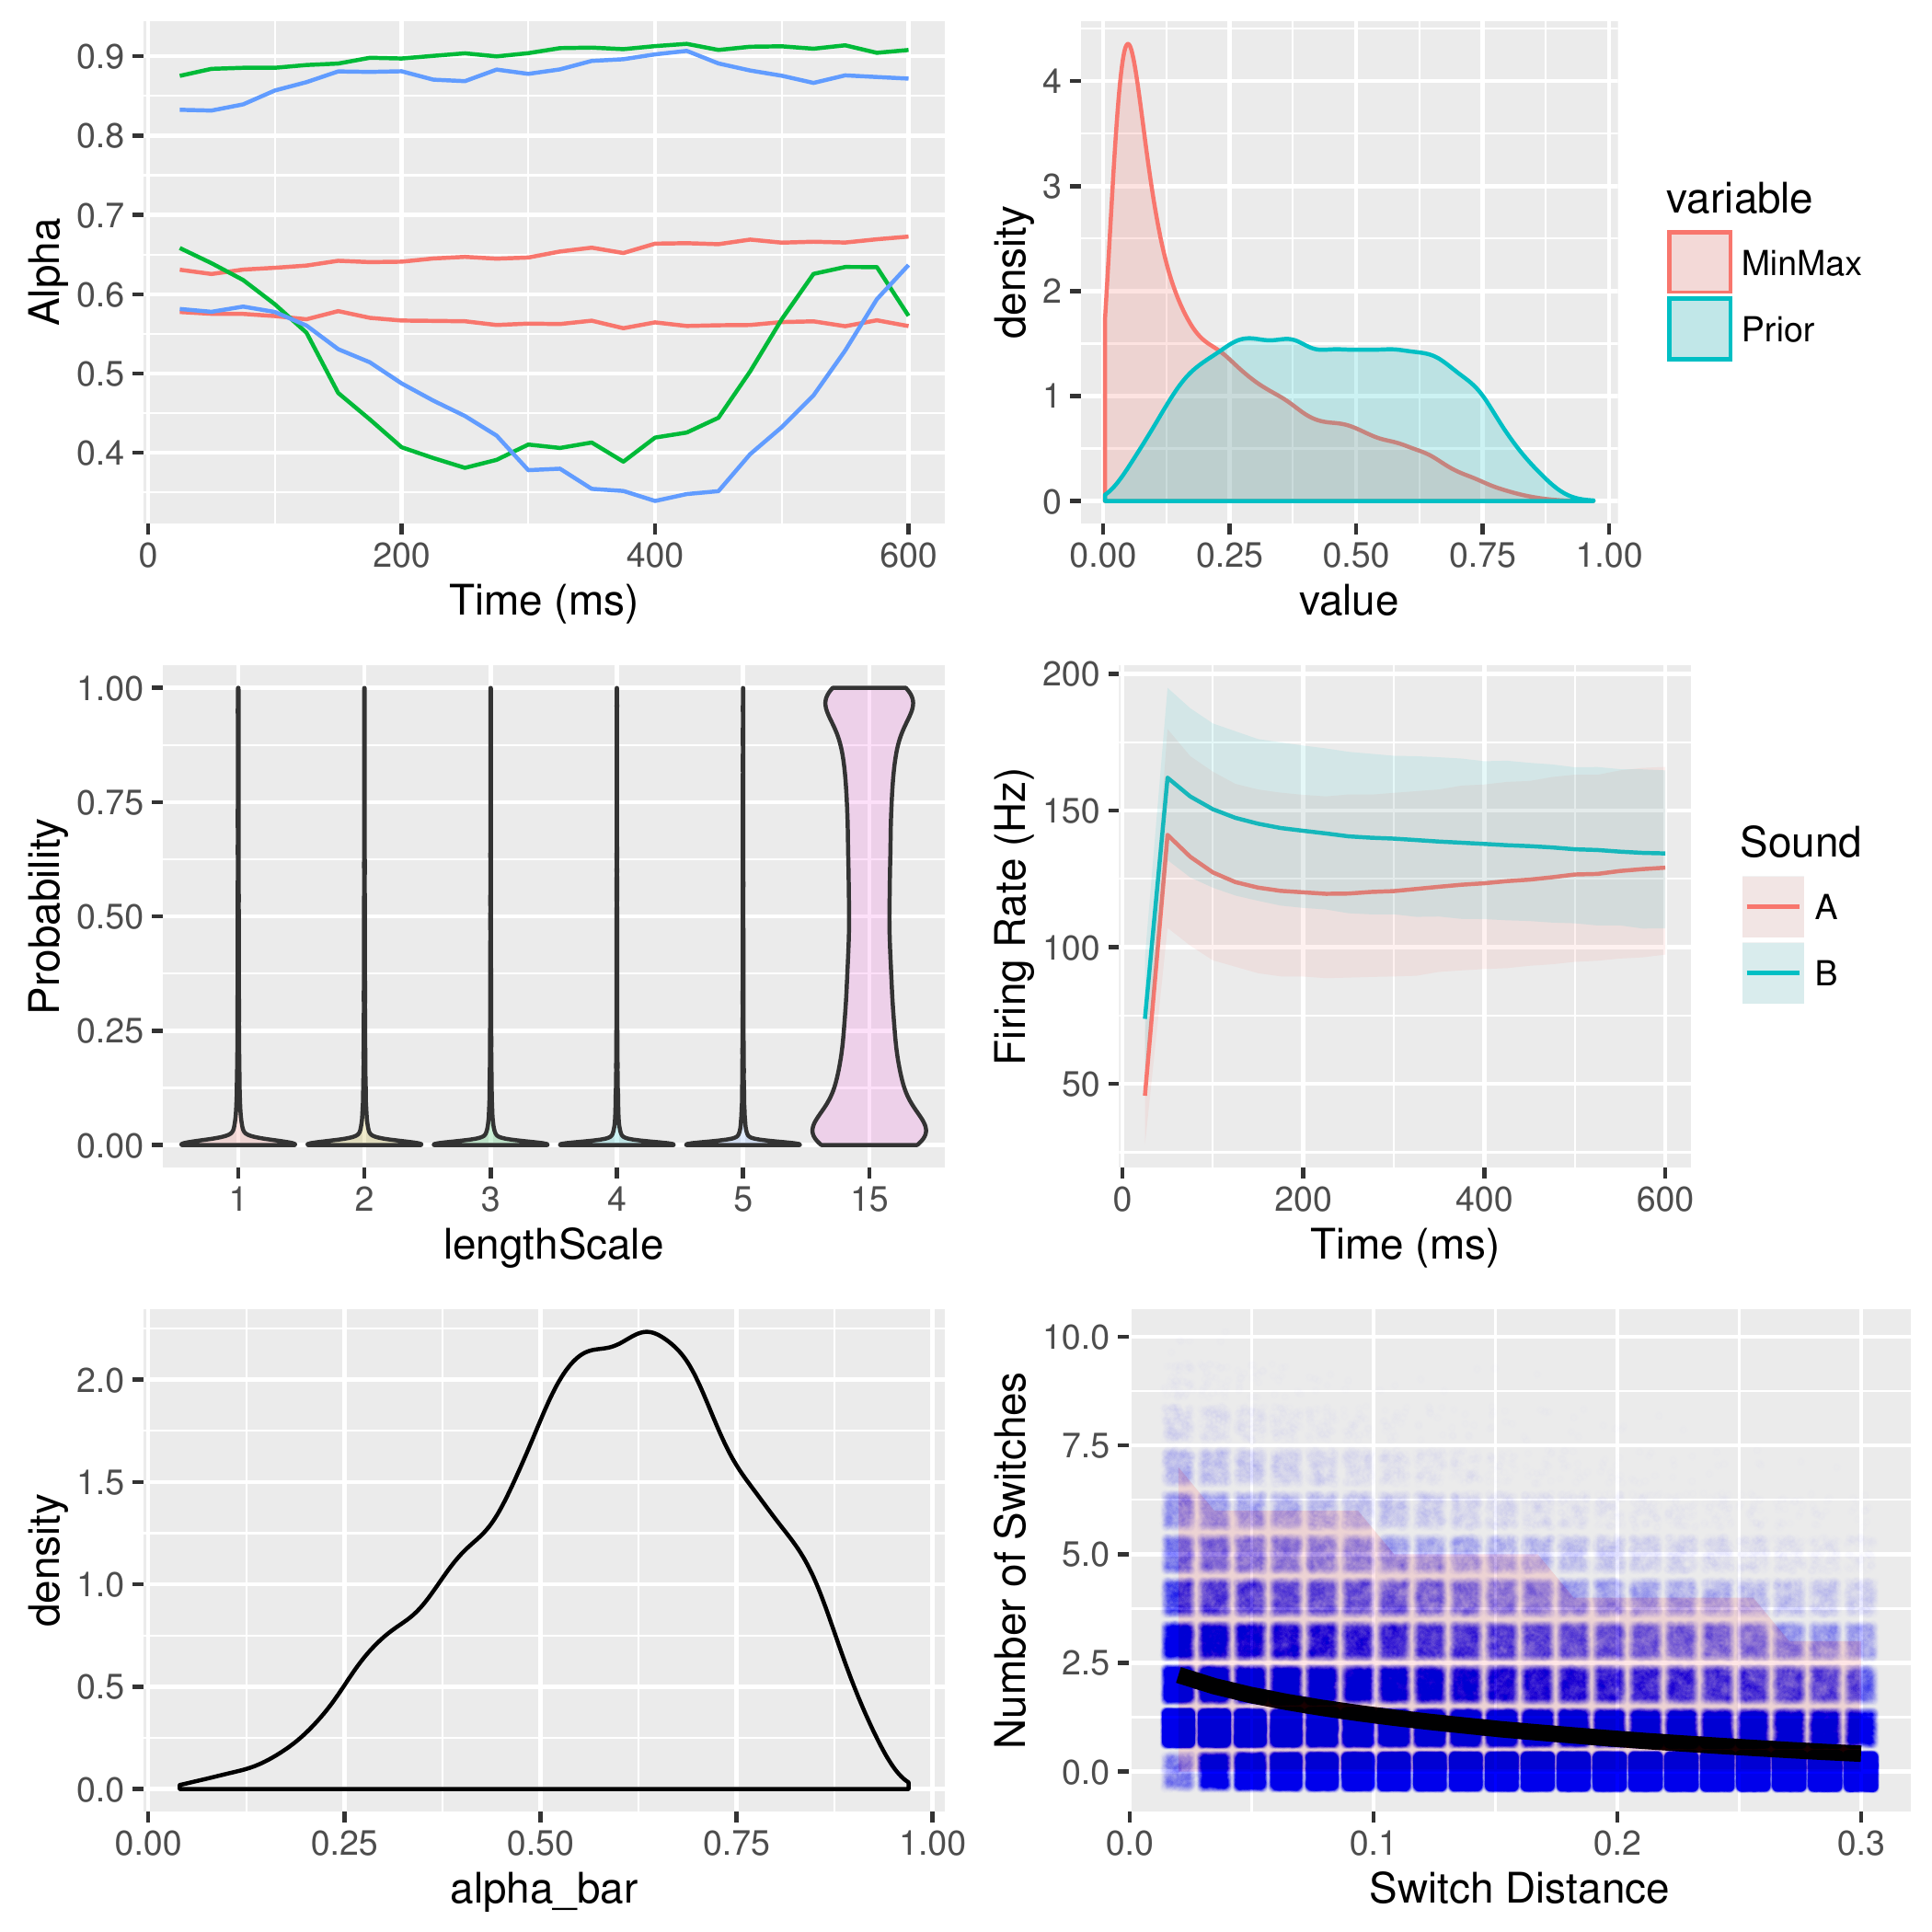 Alpha
0.9
0.8
0.7
0.6
0.5
0.4
0 200 400 600
Time (ms)
density
4
3
2
1
0
0.00 0.25 0.50 0.75 1.00
value
variable
MinMax
Prior
Probability
1.00
0.75
0.50
0.25
0.00
1 2 3 4 5 15
lengthScale
Firing Rate (Hz)
200
150
100
50
0 200 400 600
Time (ms)
Sound
A
B
density
2.0
1.5
1.0
0.5
0.0
0.00 0.25 0.50 0.75 1.00
alpha_bar
Number of Switches
10.0
7.5
5.0
2.5
0.0
0.0 0.1 0.2 0.3
Switch Distance